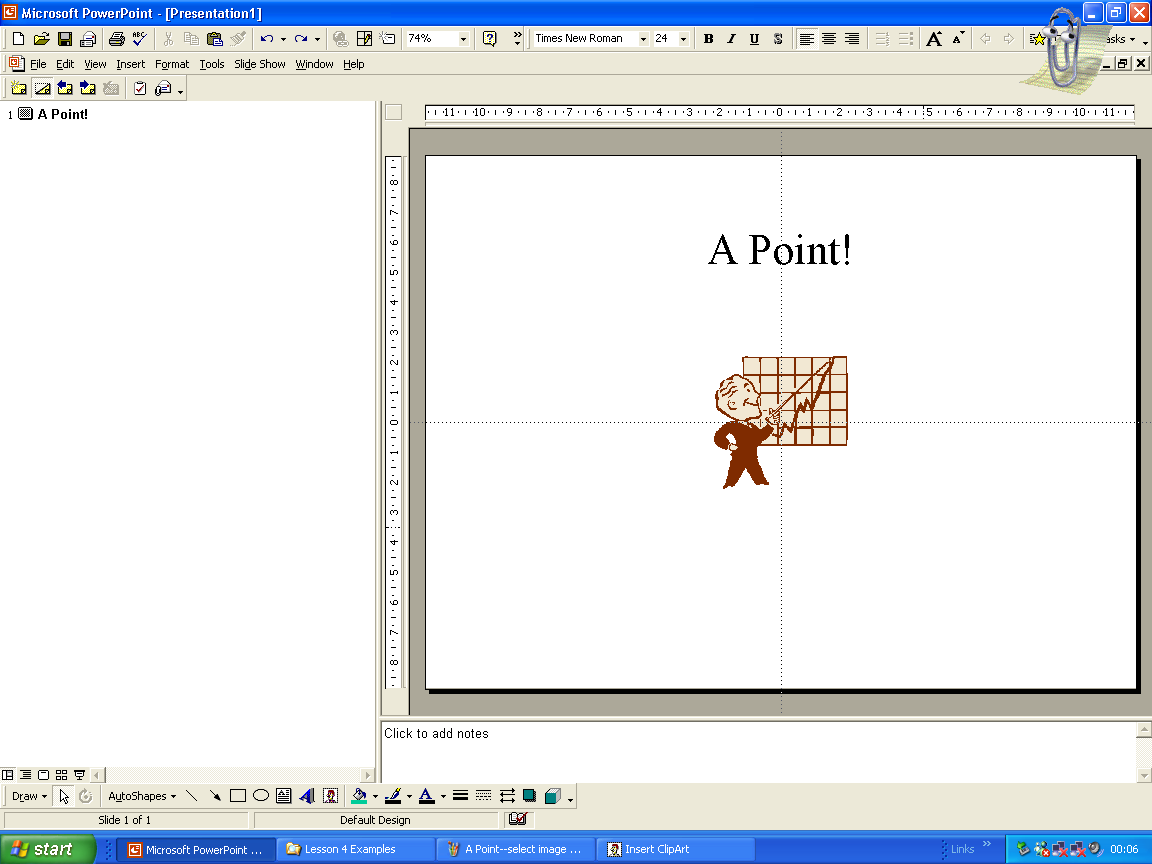 Microsoft PowerPoint - [Presentation1]
74% Times New Roman 24 B I U S A A
File Edit View Insert Format Tools Slide Show Window Help
1 A Point!
11 10 9 8 7 6 5 4 3 2 1 0 1 2 3 4 5 6 7 8 9 10 11
8 7 6 5 4 3 2 1 0 1 2 3 4 5 6 7 8
A Point!
Click to add notes
Draw AutoShapes A
Slide 1 of 1 Default Design
start Microsoft PowerPoint ... Lesson 4 Examples A Point--select image ... Insert ClipArt Links 00:06